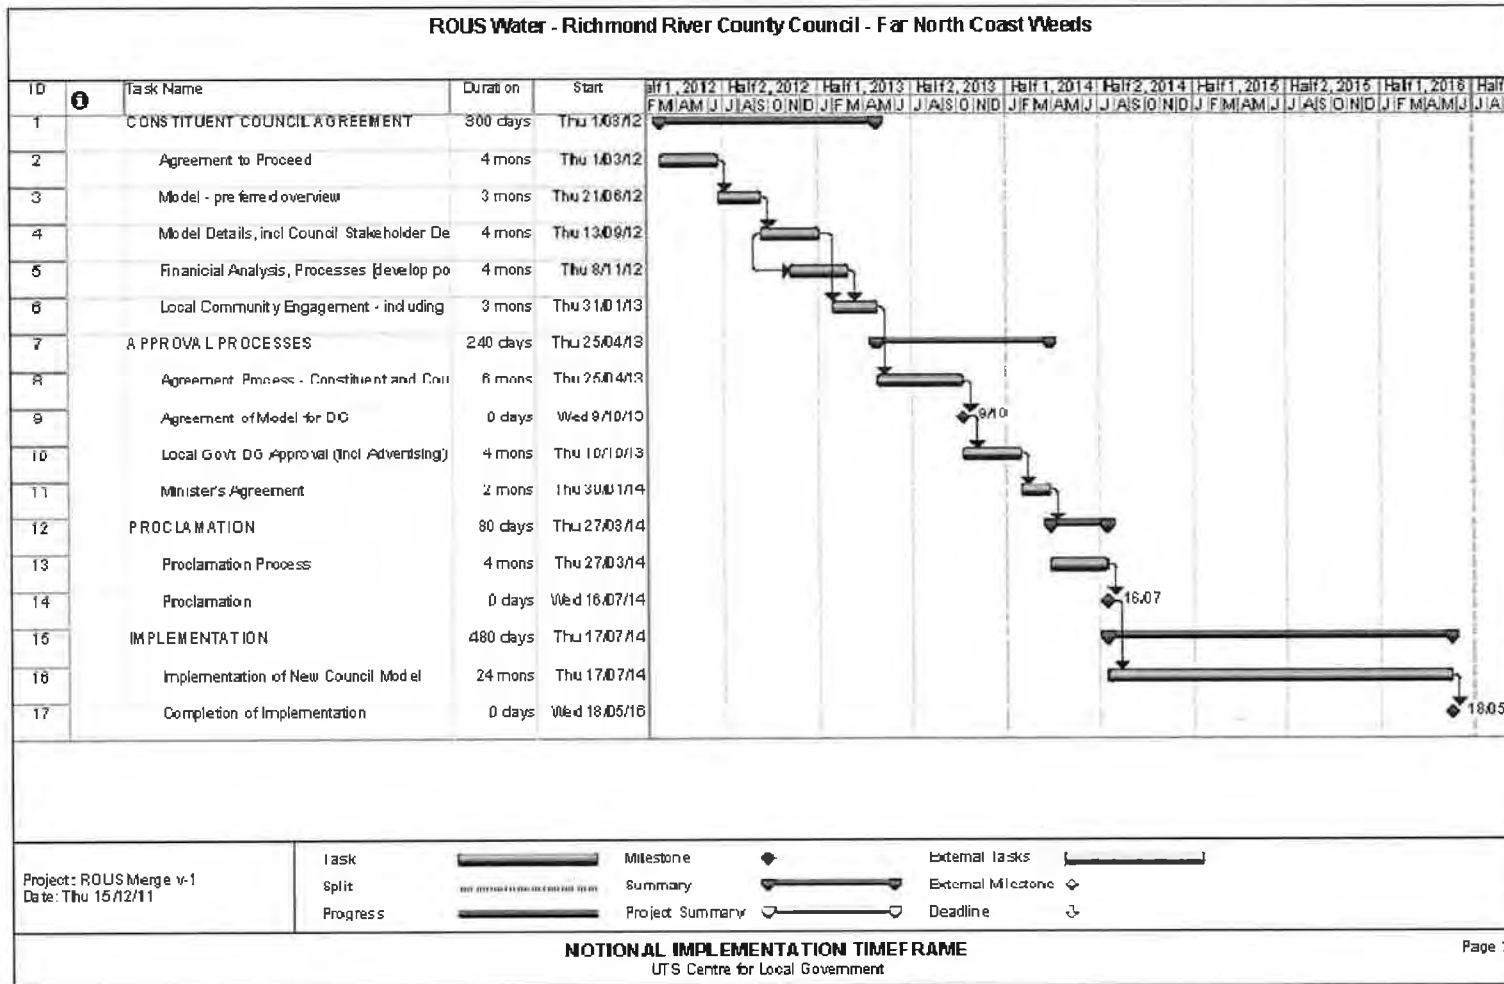 ROUS Water - Richmond River County Council - Far North Coast Weeds
ID Task Name Duration Start alf 1, 2012 Half 2, 2012 Half 1, 2013 Half 2, 2013 Half 1, 2014 Half 2, 2014 Half 1, 2015 Half 2, 2015 Half 1, 2016 Half
F M A M J J A S O N D J F M A M J J A S O N D J F M A M J J A S O N D J F M A M J J A S O N D J F M A M J J A
1 CONSTITUENT COUNCIL AGREEMENT 300 days Thu 1/03/12
2 Agreement to Proceed 4 mons Thu 1/03/12
3 Model - preferred overview 3 mons Thu 21/06/12
4 Model Details, incl Council Stakeholder De 4 mons Thu 13/09/12
5 Finanicial Analysis, Processes [develop po 4 mons Thu 8/11/12
6 Local Community Engagement - including 3 mons Thu 31/01/13
7 APPROVAL PROCESSES 240 days Thu 25/04/13
8 Agreement Process - Constituent and Cou 6 mons Thu 25/04/13
9 Agreement of Model for DG 0 days Wed 9/10/13 9/10
10 Local Govt DG Approval (incl Advertising) 4 mons Thu 10/10/13
11 Minister's Agreement 2 mons Thu 30/01/14
12 PROCLAMATION 80 days Thu 27/03/14
13 Proclamation Process 4 mons Thu 27/03/14
14 Proclamation 0 days Wed 16/07/14 16/07
15 IMPLEMENTATION 480 days Thu 17/07/14
16 Implementation of New Council Model 24 mons Thu 17/07/14
17 Completion of Implementation 0 days Wed 18/05/16 18/05
Project: ROUS Merge v-1
Date: Thu 15/12/11
Task Milestone External Tasks
Split Summary External Milestone
Progress Project Summary Deadline
NOTIONAL IMPLEMENTATION TIMEFRAME
UTS Centre for Local Government
Page